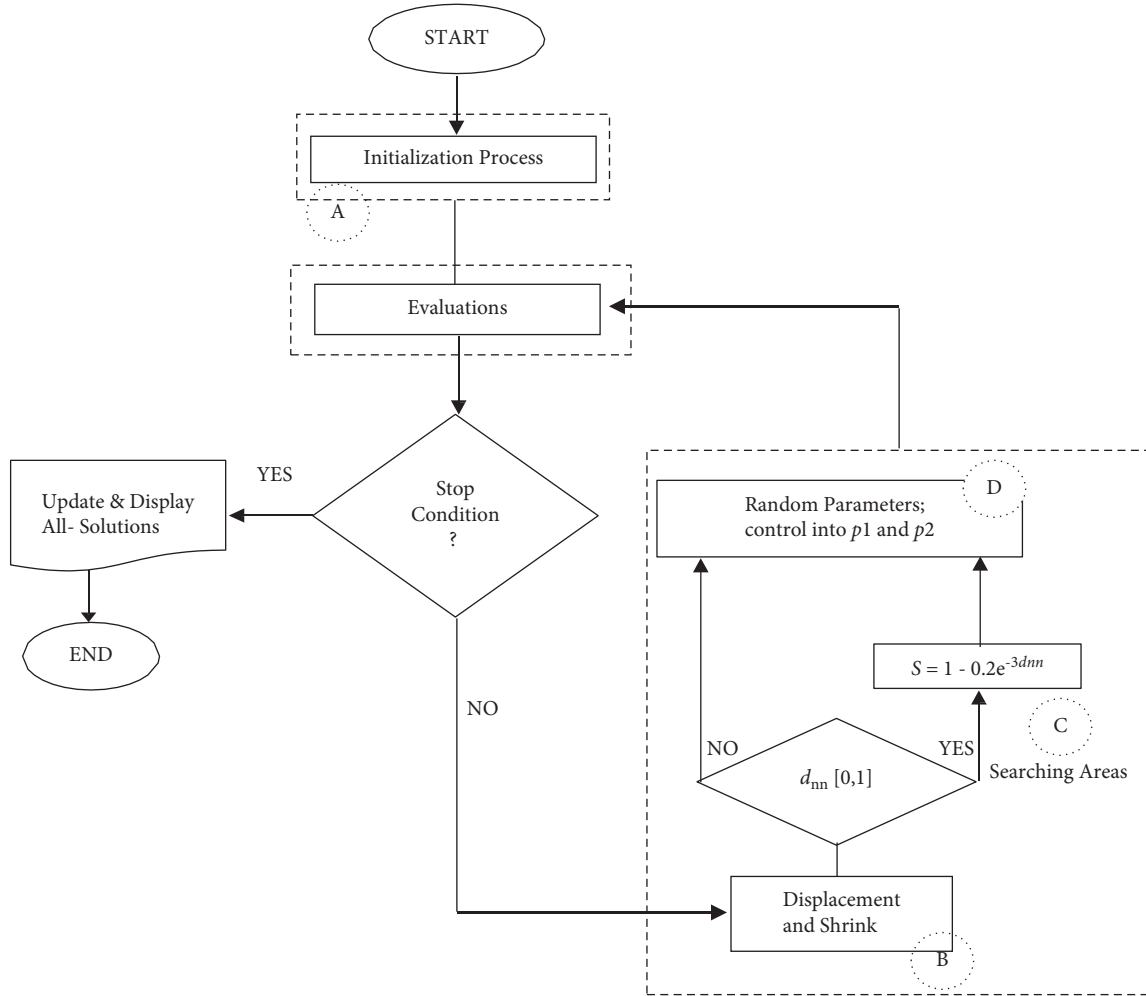 START
Initialization Process
A
Evaluations
YES
Update & Display
All- Solutions
Stop
Condition
?
END
NO
D
Random Parameters;
control into p1 and p2
S = 1 - 0.2e^-3dnn
C
NO
YES
Searching Areas
dnn [0,1]
Displacement
and Shrink
B